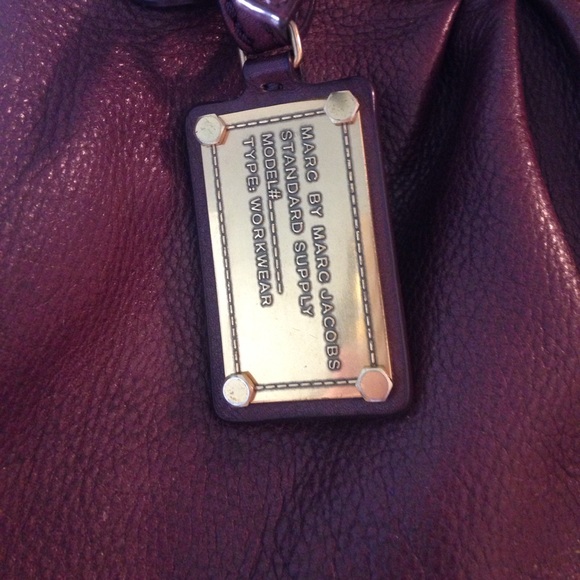 MARC BY MARC JACOBS
STANDARD SUPPLY
MODEL#
TYPE: WORKWEAR